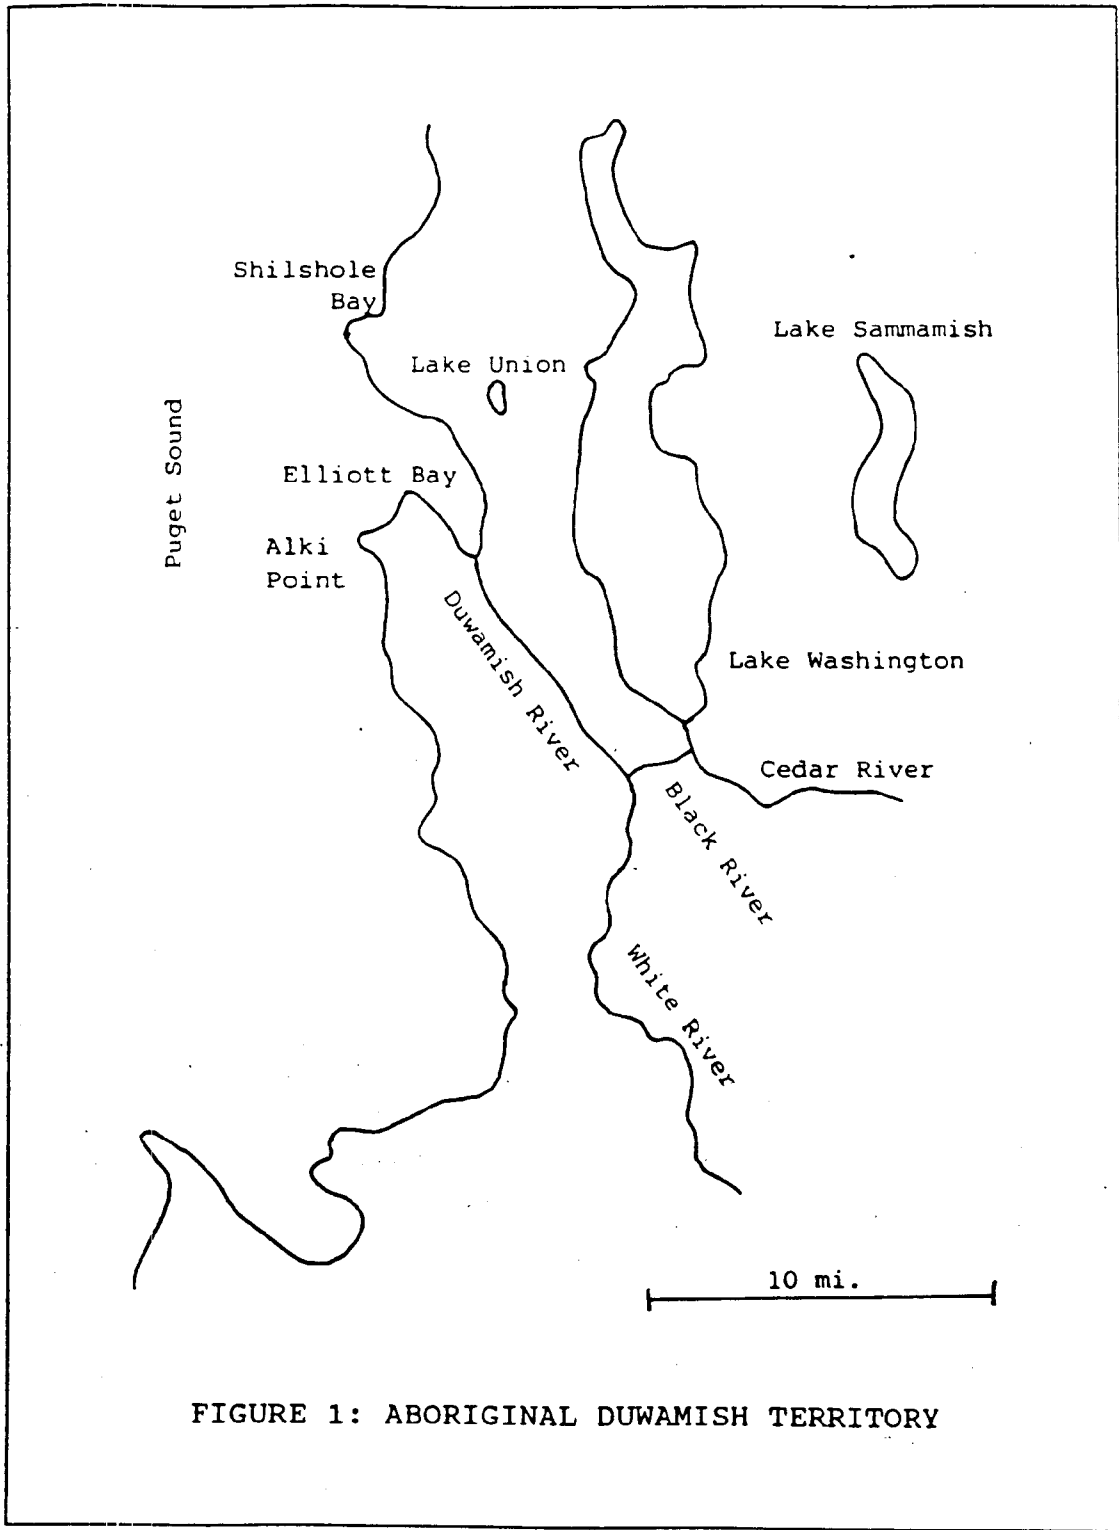 Shilshole
Bay
Lake Sammamish
Lake Union
Puget Sound
Elliott Bay
Alki
Point
Duwamish River
Lake Washington
Cedar River
Black River
White River
10 mi.
FIGURE 1: ABORIGINAL DUWAMISH TERRITORY